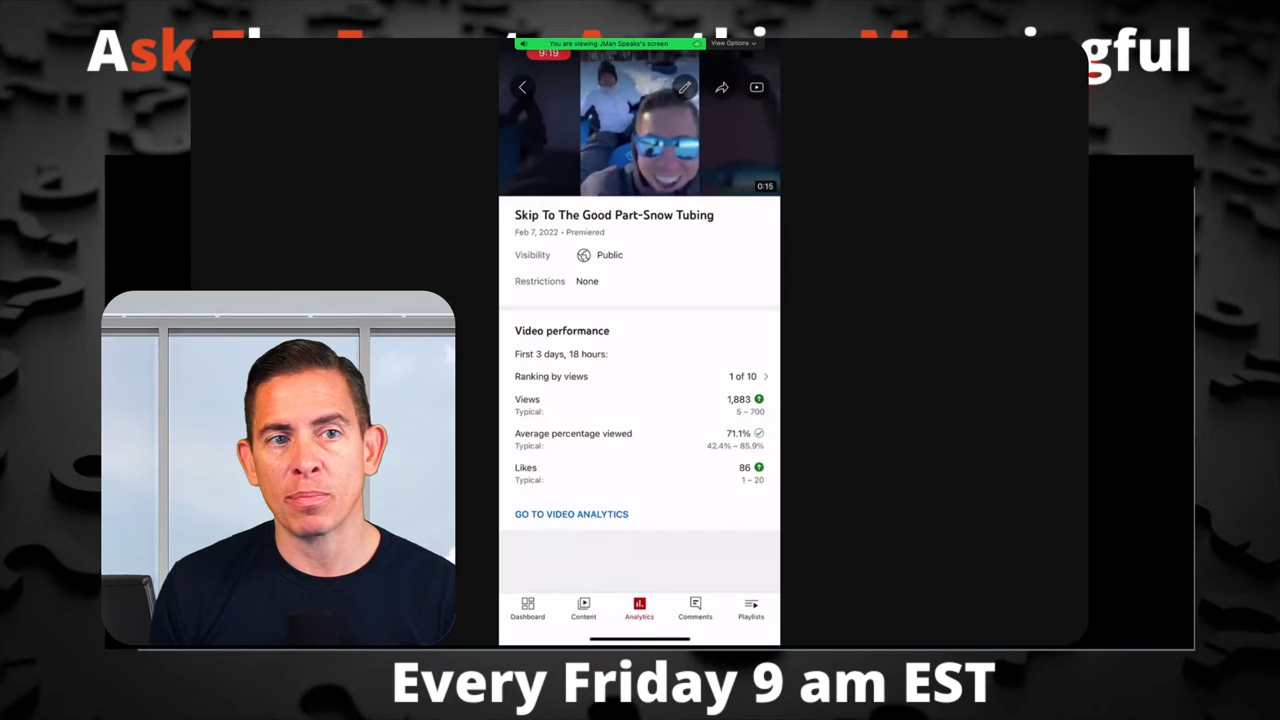 You are viewing JMan Speaks's screen
View Options
9:19
0:15
Skip To The Good Part-Snow Tubing
Feb 7, 2022 • Premiered
Visibility Public
Restrictions None
Video performance
First 3 days, 18 hours:
Ranking by views 1 of 10
Views 1,883
Typical: 5 – 700
Average percentage viewed 71.1%
Typical: 42.4% – 85.9%
Likes 86
Typical: 1 – 20
GO TO VIDEO ANALYTICS
Dashboard Content Analytics Comments Playlists
Every Friday 9 am EST